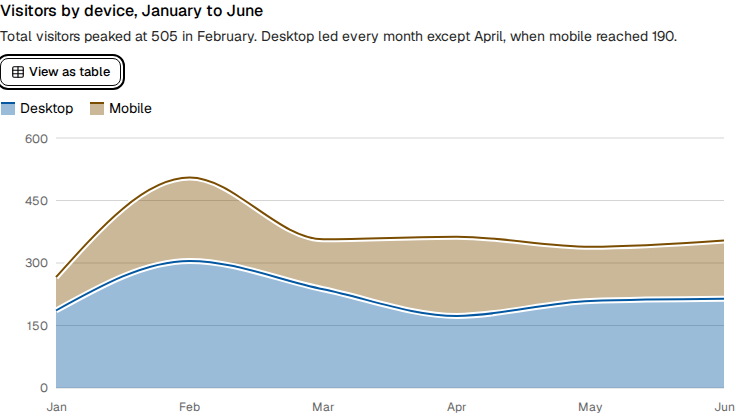 Visitors by device, January to June
Total visitors peaked at 505 in February. Desktop led every month except April, when mobile reached 190.
View as table
Desktop Mobile
600
450
300
150
0
Jan Feb Mar Apr May Jun